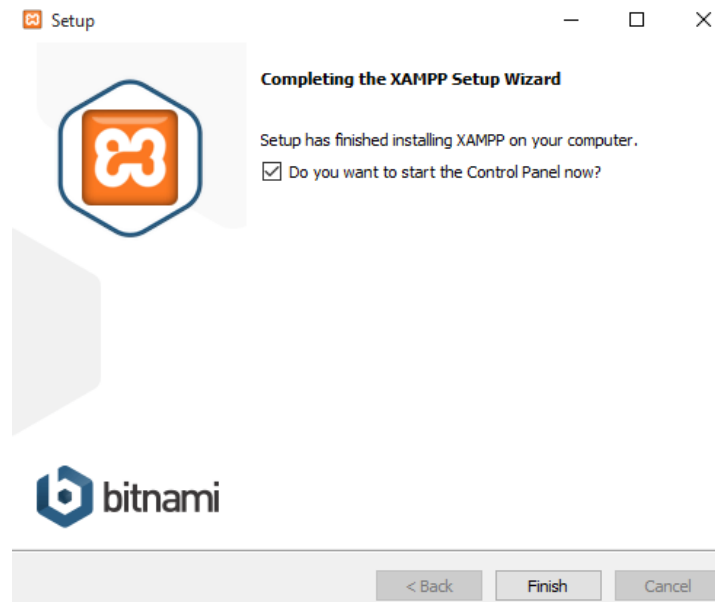 Setup
Completing the XAMPP Setup Wizard
Setup has finished installing XAMPP on your computer.
Do you want to start the Control Panel now?
bitnami
< Back
Finish
Cancel